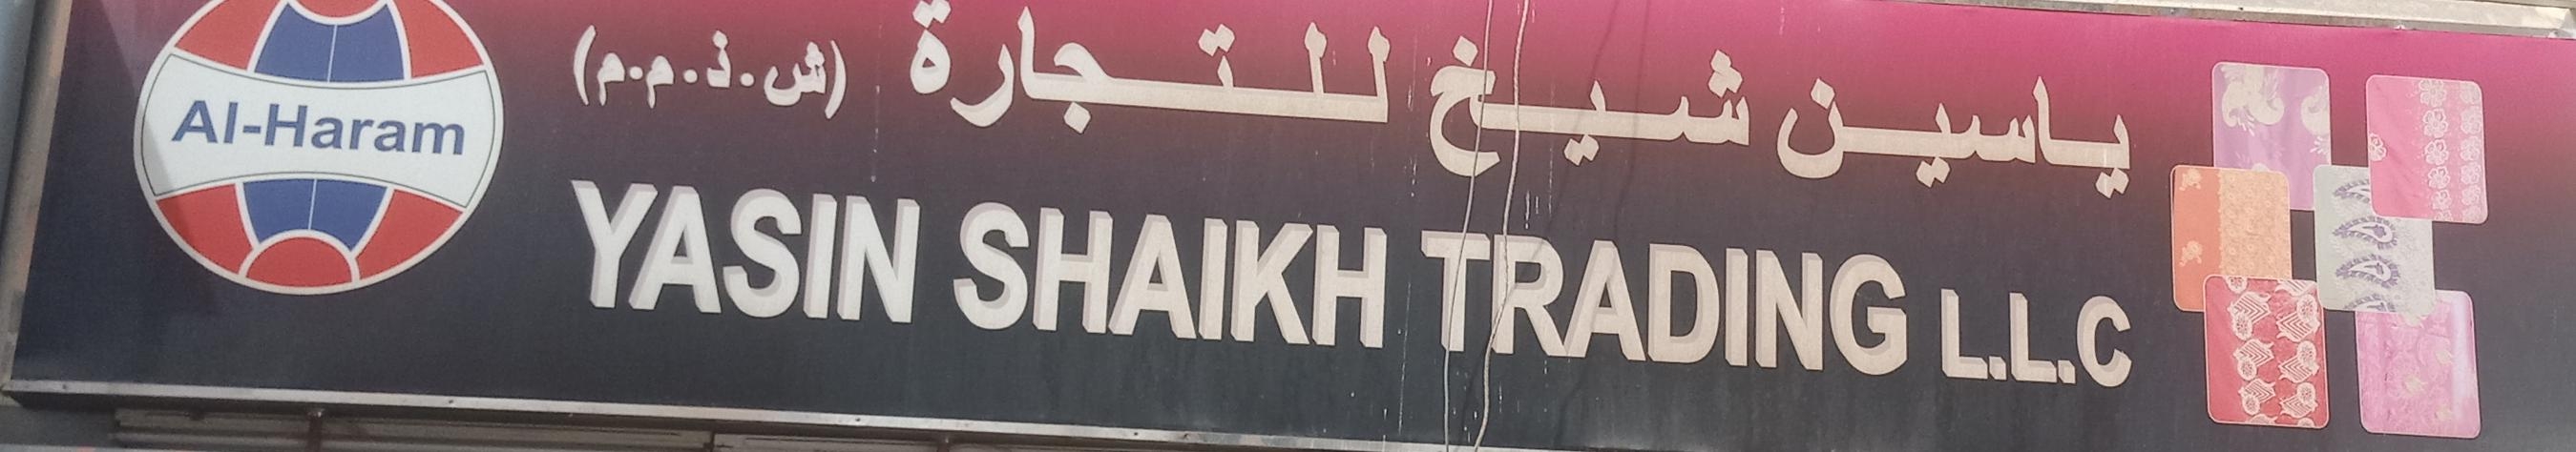 Al-Haram
ياسين شيخ للتجارة (ش.ذ.م.م)
YASIN SHAIKH TRADING L.L.C